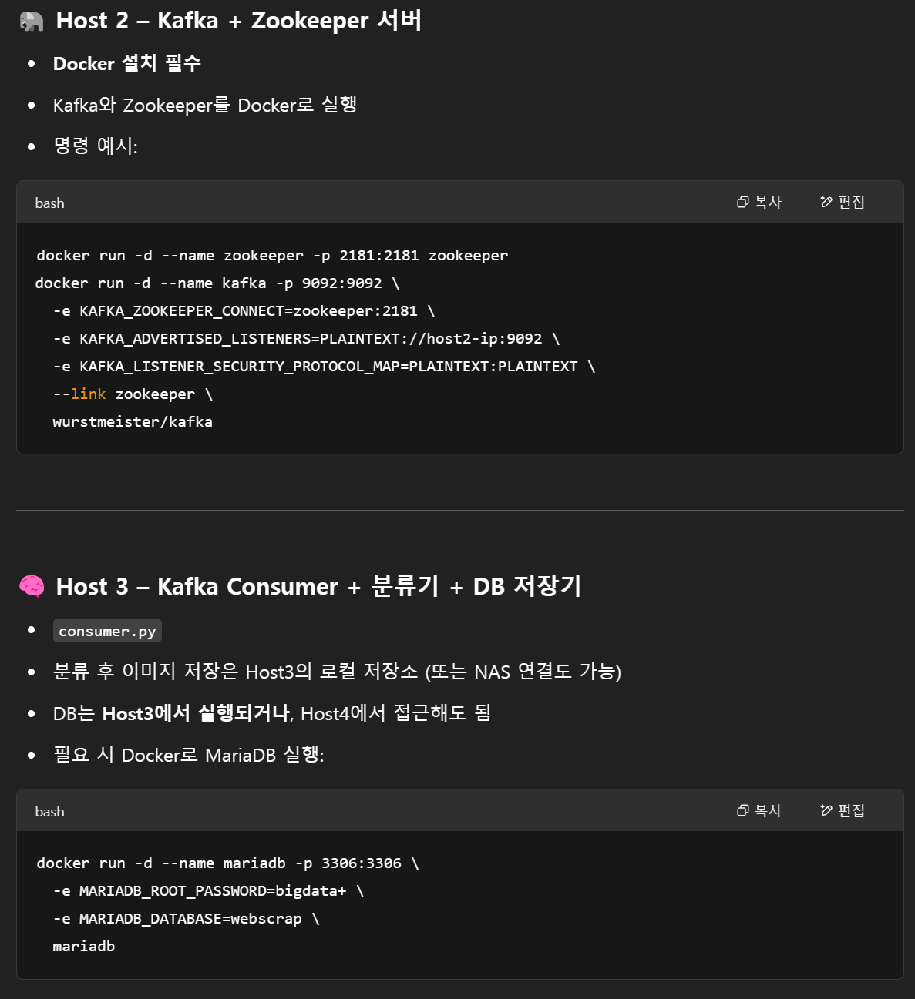 🐘 Host 2 – Kafka + Zookeeper 서버
• Docker 설치 필수
• Kafka와 Zookeeper를 Docker로 실행
• 명령 예시:
bash 복사 편집
docker run -d --name zookeeper -p 2181:2181 zookeeper
docker run -d --name kafka -p 9092:9092 \
  -e KAFKA_ZOOKEEPER_CONNECT=zookeeper:2181 \
  -e KAFKA_ADVERTISED_LISTENERS=PLAINTEXT://host2-ip:9092 \
  -e KAFKA_LISTENER_SECURITY_PROTOCOL_MAP=PLAINTEXT:PLAINTEXT \
  --link zookeeper \
  wurstmeister/kafka
🧠 Host 3 – Kafka Consumer + 분류기 + DB 저장기
• consumer.py
• 분류 후 이미지 저장은 Host3의 로컬 저장소 (또는 NAS 연결도 가능)
• DB는 Host3에서 실행되거나, Host4에서 접근해도 됨
• 필요 시 Docker로 MariaDB 실행:
bash 복사 편집
docker run -d --name mariadb -p 3306:3306 \
  -e MARIADB_ROOT_PASSWORD=bigdata+ \
  -e MARIADB_DATABASE=webscrap \
  mariadb